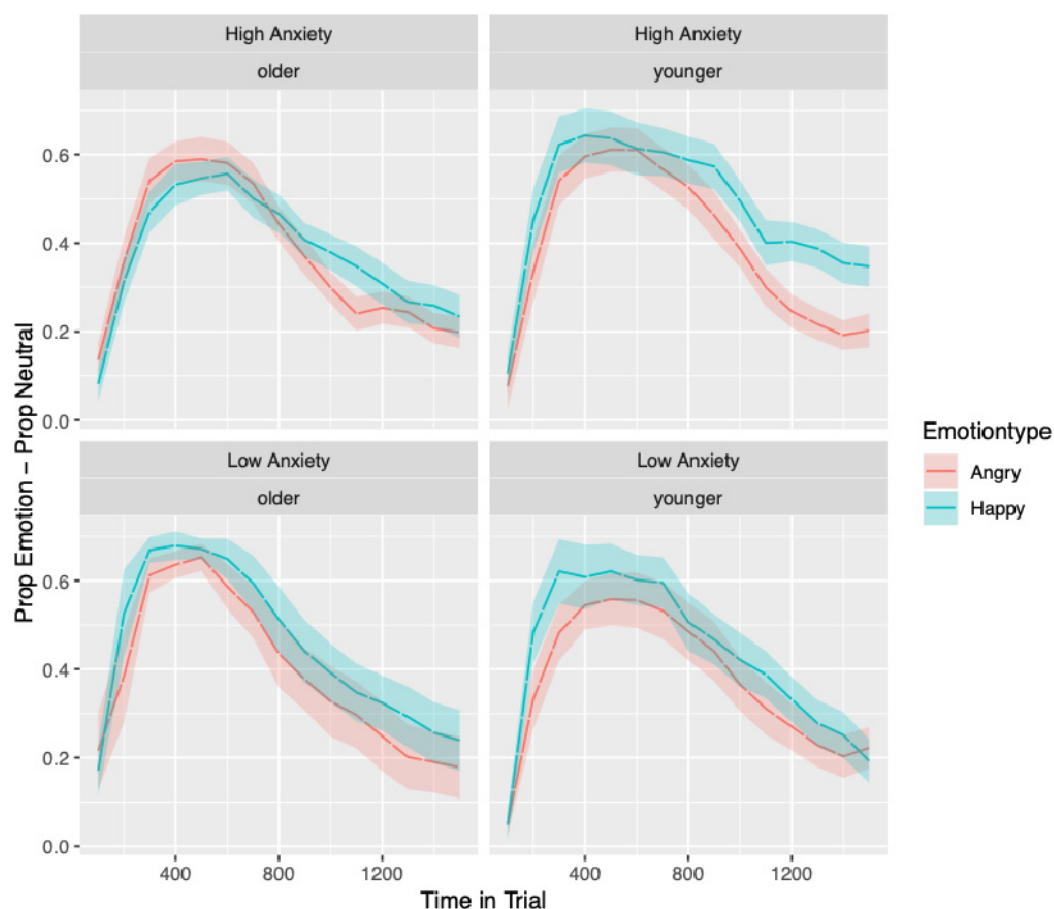 High Anxiety
older
High Anxiety
younger
0.6
0.4
0.2
0.0
Low Anxiety
older
Low Anxiety
younger
0.6
0.4
0.2
0.0
400
800
1200
400
800
1200
Time in Trial
Prop Emotion – Prop Neutral
Emotiontype
Angry
Happy